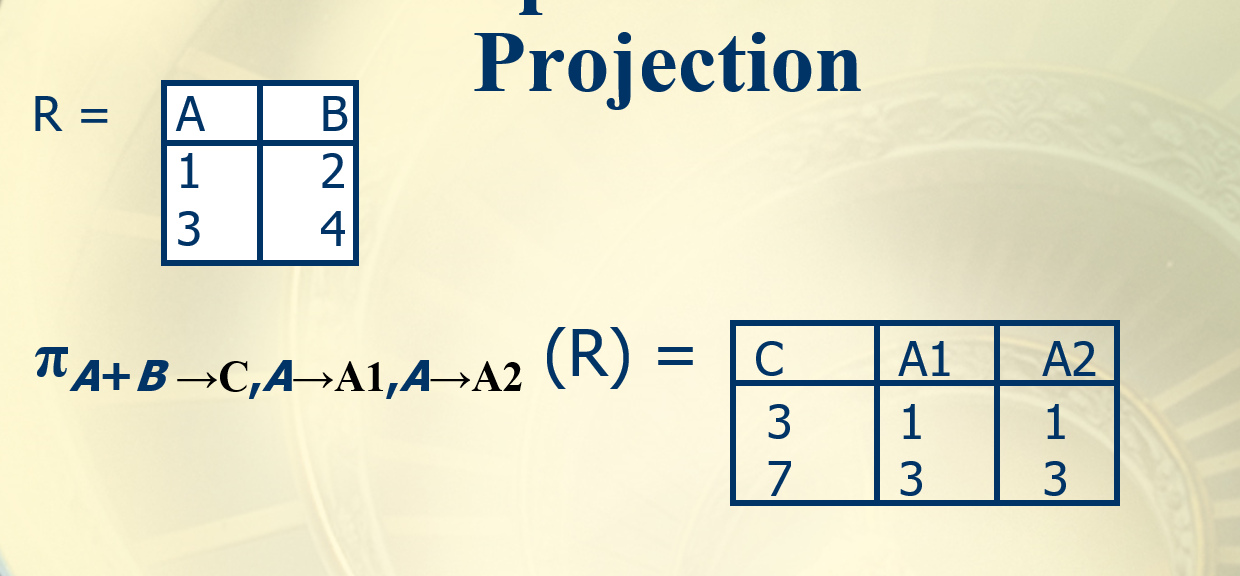 Projection
R =
A B
1 2
3 4
πA+B →C,A→A1,A→A2 (R) =
C A1 A2
3 1 1
7 3 3